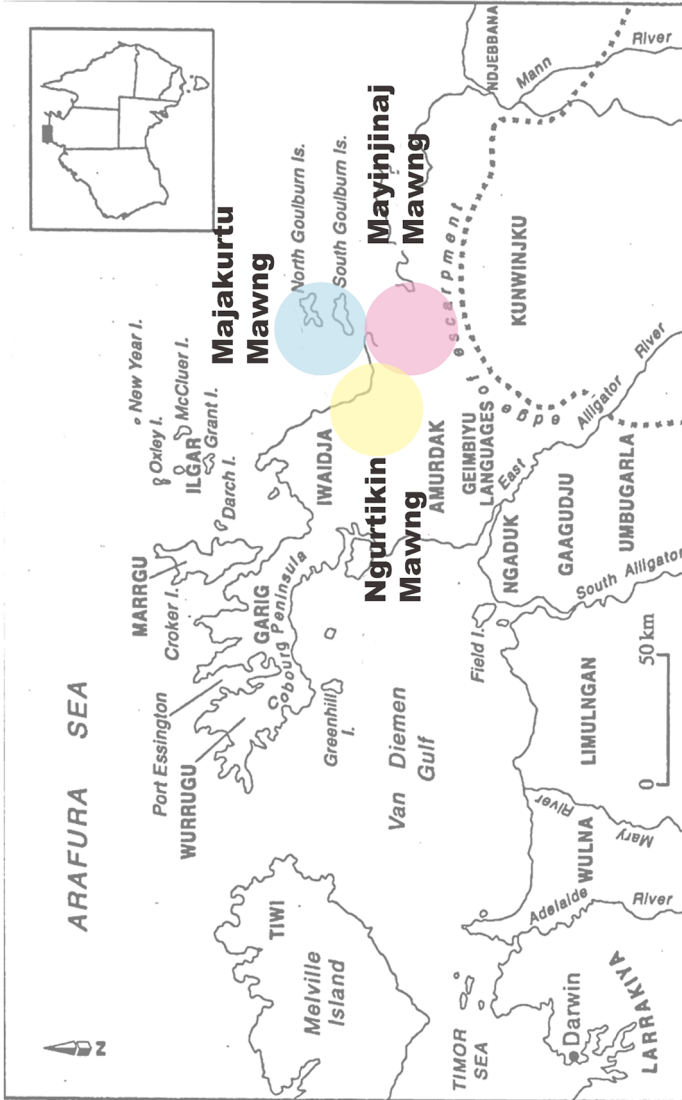 ARAFURA SEA
N
MARRGU
Croker I.
Port Essington
WURRUGU
GARIG
Cobourg Peninsula
New Year I.
Oxley I.
McCluer I.
ILGAR
Grant I.
Darch I.
Majakurtu
Mawng
North Goulburn Is.
South Goulburn Is.
Mayinjinaj
Mawng
NDJEBBANA
Mann
River
TIWI
Melville
Island
Greenhill
I.
Van Diemen
Gulf
IWAIDJA
Ngurtikin
Mawng
AMURDAK
GEIMBIYU
LANGUAGES
edge of escarpment
KUNWINJKU
East
Alligator
River
Field I.
NGADUK
GAAGUDJU
UMBUGARLA
South Alligator
TIMOR
SEA
Darwin
LARRAKIYA
Adelaide
River
WULNA
Mary
River
LIMULNGAN
0
50 km